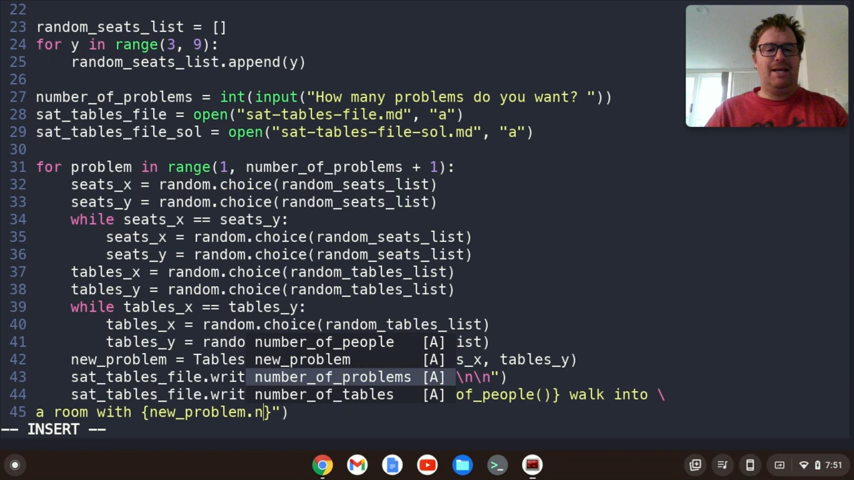 22
23 random_seats_list = []
24 for y in range(3, 9):
25     random_seats_list.append(y)
26
27 number_of_problems = int(input("How many problems do you want? "))
28 sat_tables_file = open("sat-tables-file.md", "a")
29 sat_tables_file_sol = open("sat-tables-file-sol.md", "a")
30
31 for problem in range(1, number_of_problems + 1):
32     seats_x = random.choice(random_seats_list)
33     seats_y = random.choice(random_seats_list)
34     while seats_x == seats_y:
35         seats_x = random.choice(random_seats_list)
36         seats_y = random.choice(random_seats_list)
37     tables_x = random.choice(random_tables_list)
38     tables_y = random.choice(random_tables_list)
39     while tables_x == tables_y:
40         tables_x = random.choice(random_tables_list)
41         tables_y = rando number_of_people [A] ist)
42     new_problem = Tables new_problem [A] s_x, tables_y)
43     sat_tables_file.writ number_of_problems [A] \n\n")
44     sat_tables_file.writ number_of_tables [A] of_people()} walk into \
45 a room with {new_problem.n}")
-- INSERT --
7:51